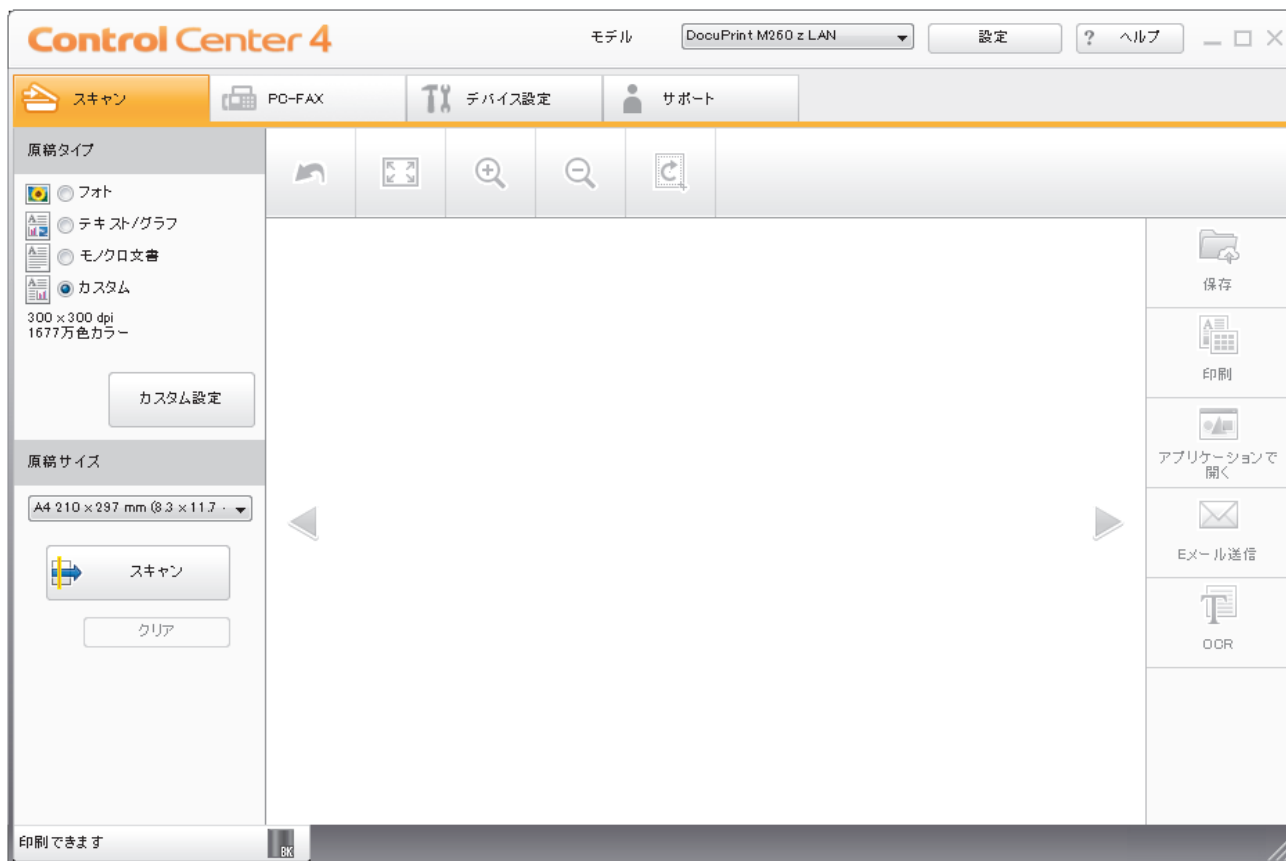 Control Center 4
モデル
DocuPrint M260 z LAN
設定
? ヘルプ
スキャン
PC-FAX
デバイス設定
サポート
原稿タイプ
フォト
テキスト/グラフ
モノクロ文書
カスタム
300 × 300 dpi
1677万色カラー
カスタム設定
原稿サイズ
A4 210 × 297 mm (8.3 × 11.7 ·
スキャン
クリア
保存
印刷
アプリケーションで
開く
Eメール送信
OCR
印刷できます
BK